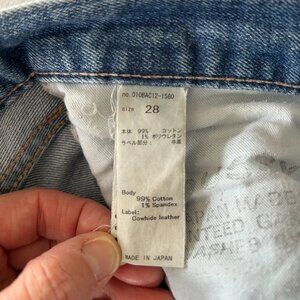 no. 010BAC12-1580
size 28
本体 99% コットン
1% ポリウレタン
ラベル部分: 牛革
Body
99% Cotton
1% Spandex
Label:
Cowhide leather
MADE IN JAPAN
MADE